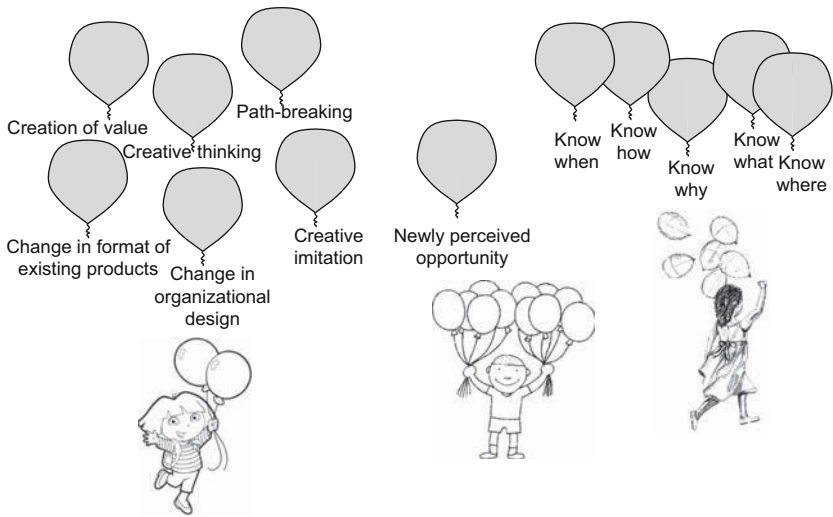 Path-breaking
Creation of value
Creative thinking
Change in format of
existing products
Change in
organizational
design
Creative
imitation
Newly perceived
opportunity
Know
when
Know
how
Know
why
Know
what
Know
where